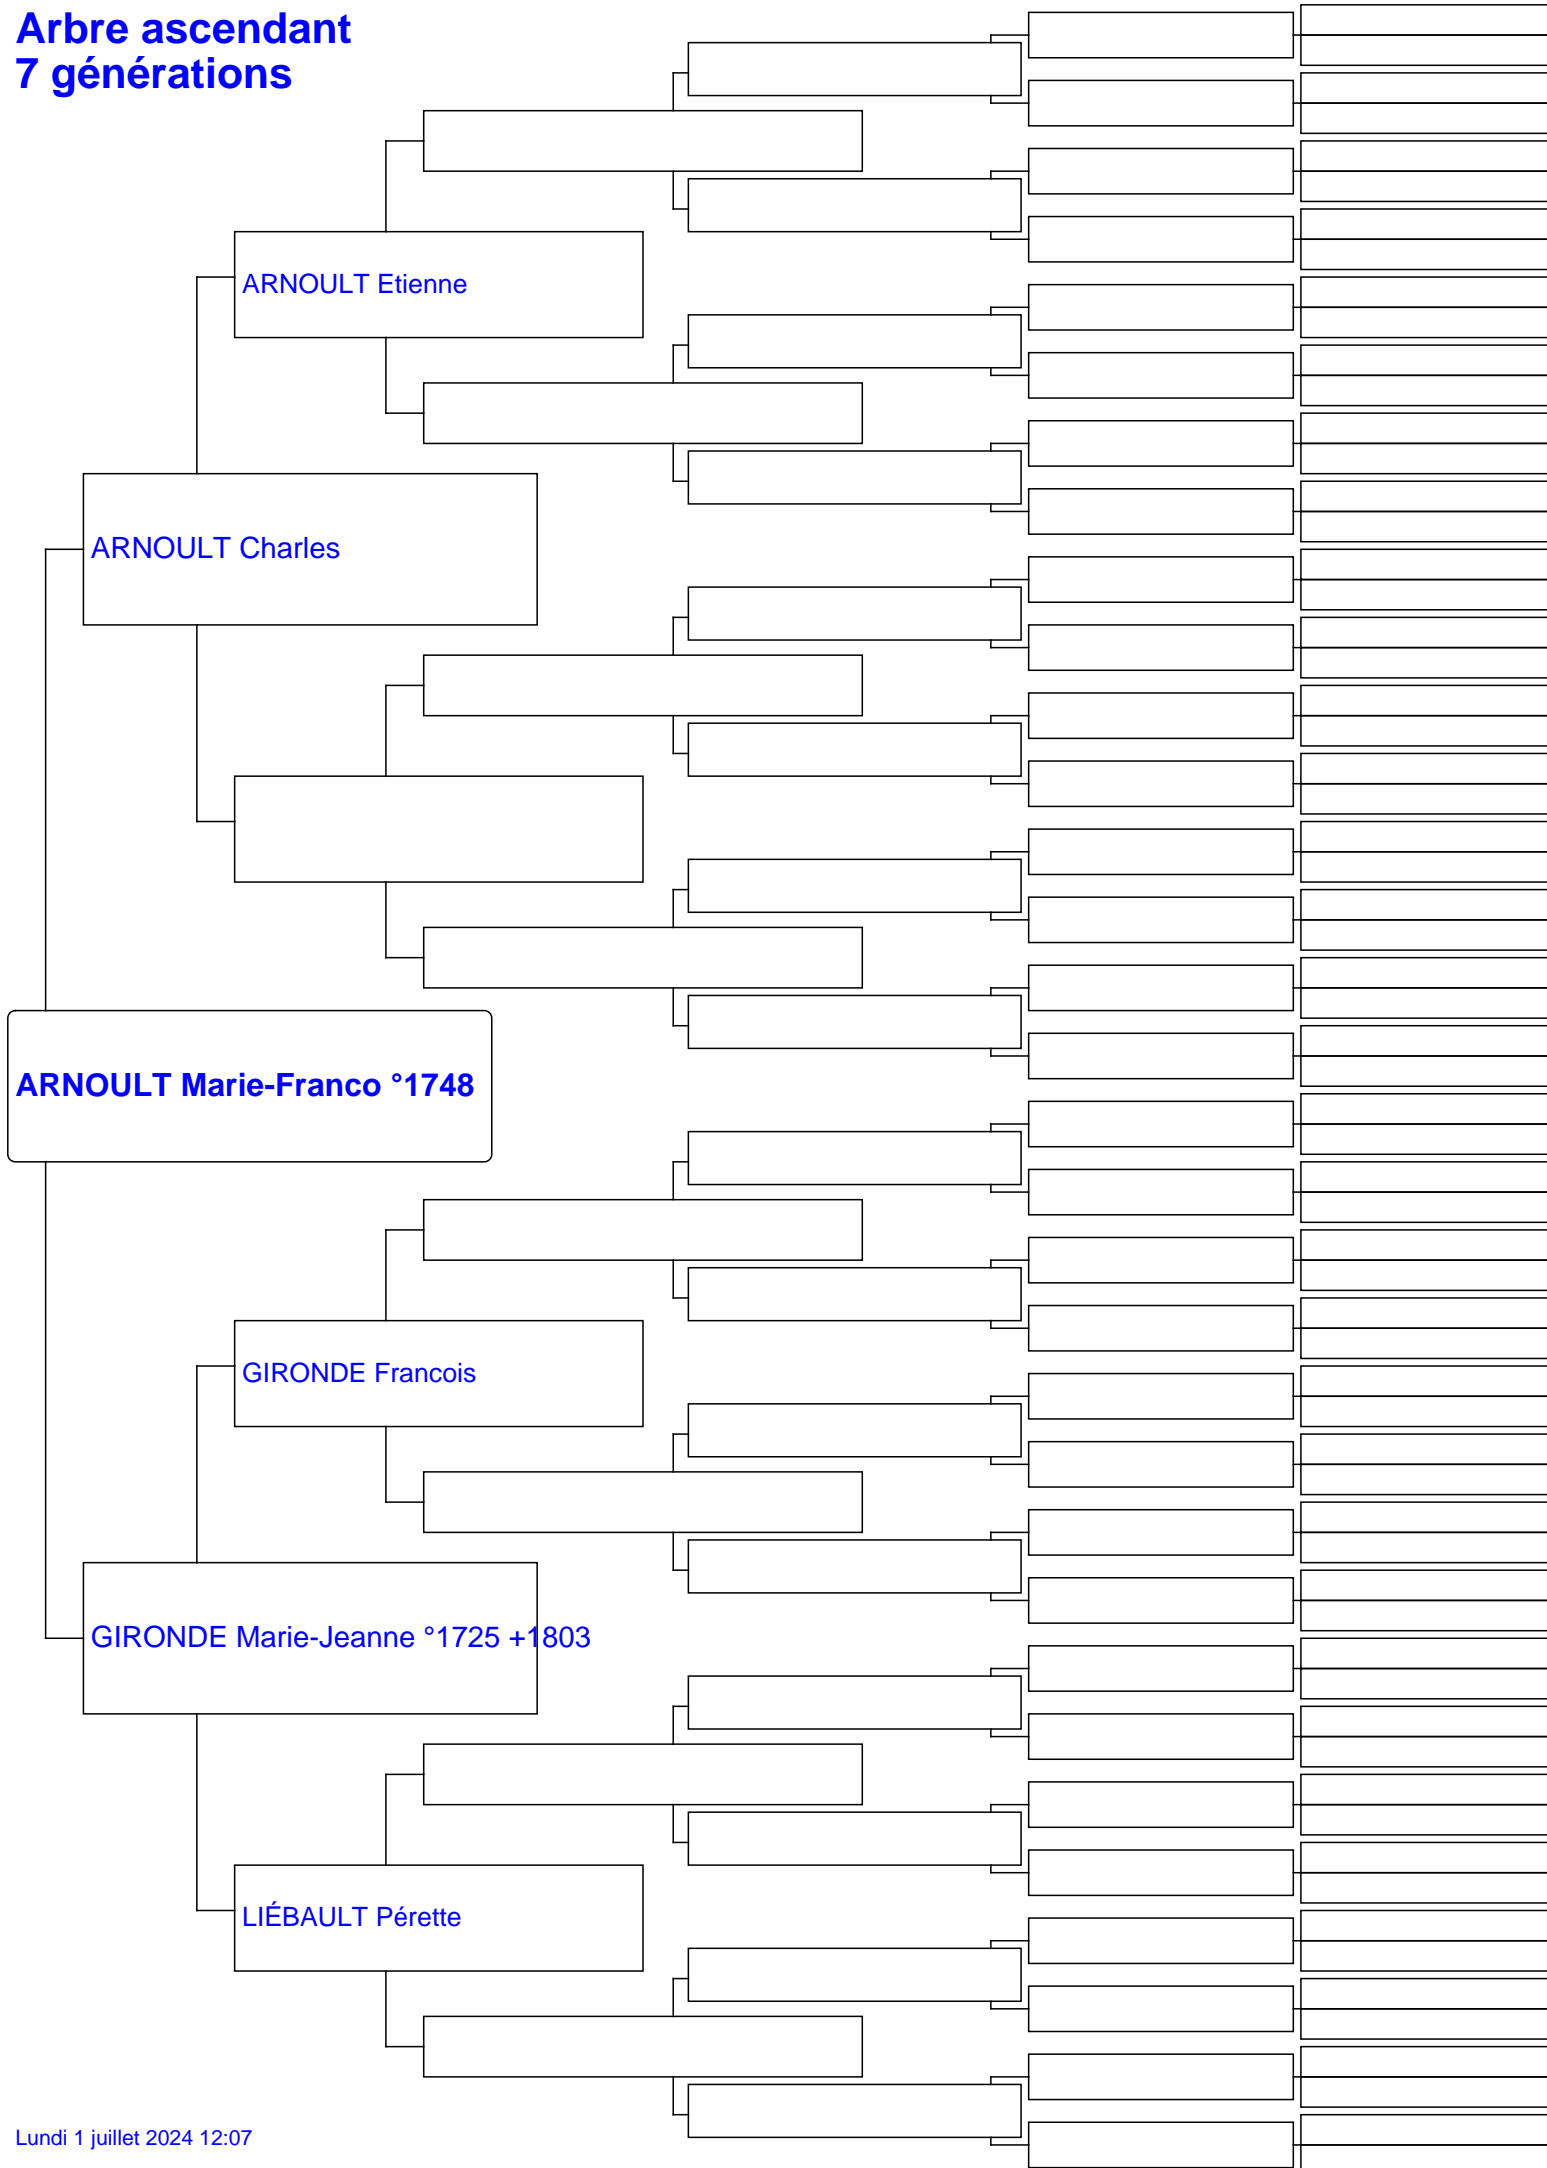 Arbre ascendant
7 générations
ARNOULT Etienne
ARNOULT Charles
ARNOULT Marie-Franco °1748
GIRONDE Francois
GIRONDE Marie-Jeanne °1725 +1803
LIÉBAULT Pérette
Lundi 1 juillet 2024 12:07